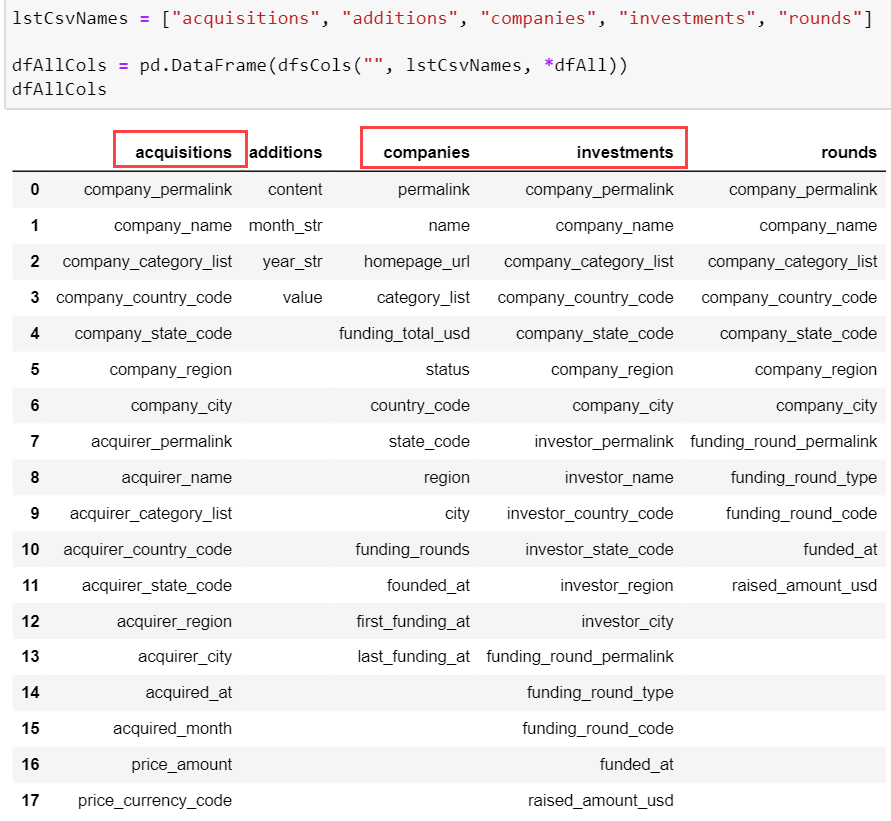 lstCsvNames = ["acquisitions", "additions", "companies", "investments", "rounds"]
dfAllCols = pd.DataFrame(dfsCols("", lstCsvNames, *dfAll))
dfAllCols
acquisitions additions companies investments rounds
0 company_permalink content permalink company_permalink company_permalink
1 company_name month_str name company_name company_name
2 company_category_list year_str homepage_url company_category_list company_category_list
3 company_country_code value category_list company_country_code company_country_code
4 company_state_code funding_total_usd company_state_code company_state_code
5 company_region status company_region company_region
6 company_city country_code company_city company_city
7 acquirer_permalink state_code investor_permalink funding_round_permalink
8 acquirer_name region investor_name funding_round_type
9 acquirer_category_list city investor_country_code funding_round_code
10 acquirer_country_code funding_rounds investor_state_code funded_at
11 acquirer_state_code founded_at investor_region raised_amount_usd
12 acquirer_region first_funding_at investor_city
13 acquirer_city last_funding_at funding_round_permalink
14 acquired_at funding_round_type
15 acquired_month funding_round_code
16 price_amount funded_at
17 price_currency_code raised_amount_usd